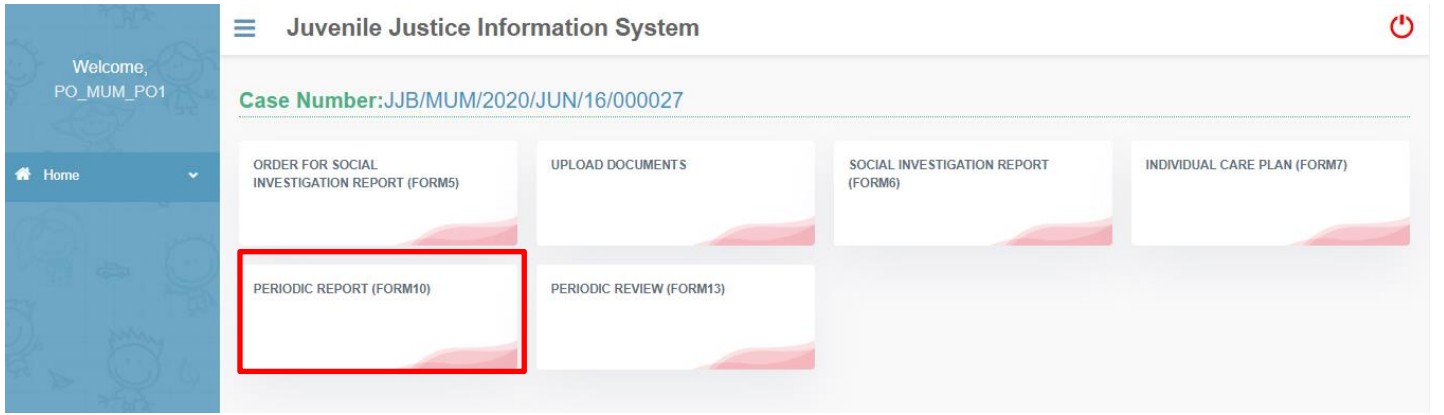 Juvenile Justice Information System
Welcome,
PO_MUM_PO1
Home
Case Number:JJB/MUM/2020/JUN/16/000027
ORDER FOR SOCIAL
INVESTIGATION REPORT (FORM5)
UPLOAD DOCUMENTS
SOCIAL INVESTIGATION REPORT
(FORM6)
INDIVIDUAL CARE PLAN (FORM7)
PERIODIC REPORT (FORM10)
PERIODIC REVIEW (FORM13)